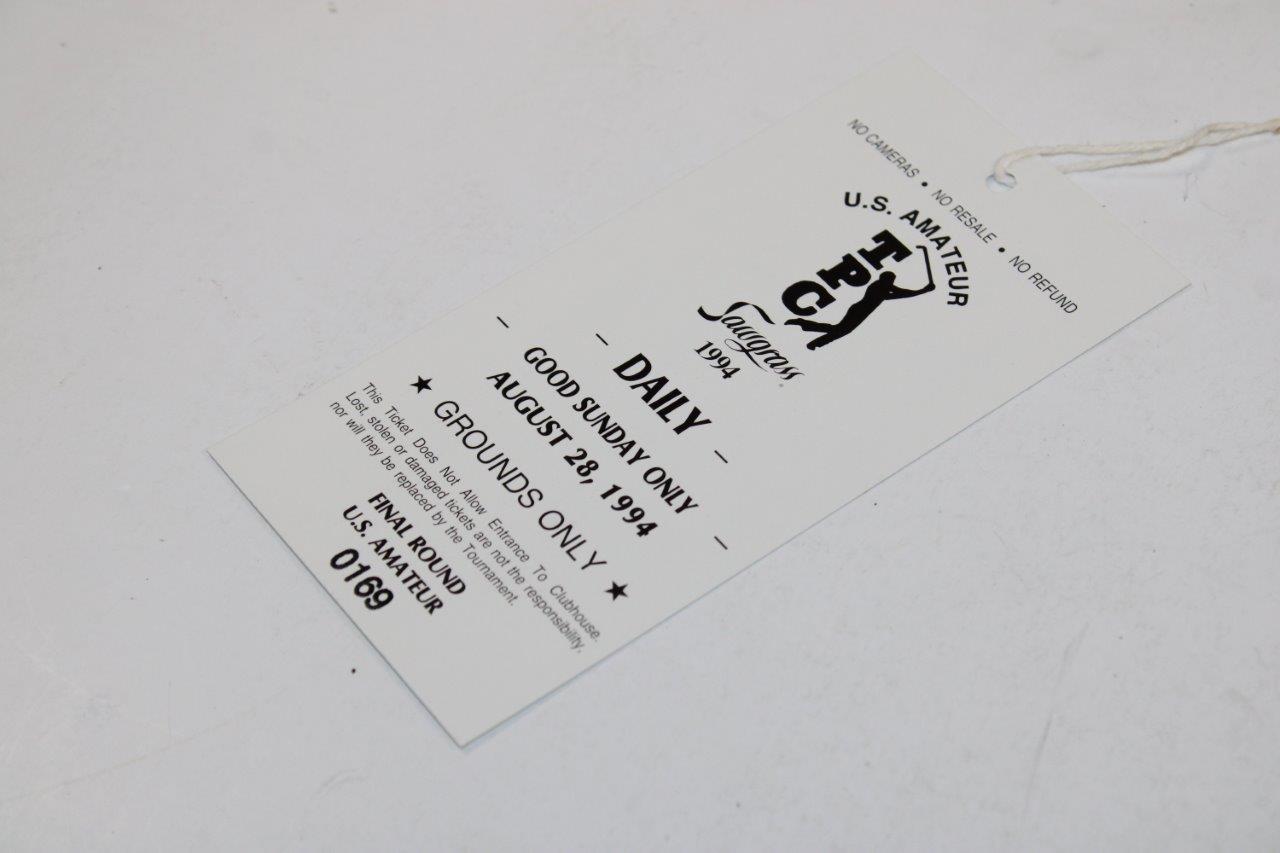 NO CAMERAS • NO RESALE • NO REFUND
U.S. AMATEUR
TPC
Sawgrass
1994
– DAILY –
– GOOD SUNDAY ONLY –
AUGUST 28, 1994
★ GROUNDS ONLY ★
This Ticket Does Not Allow Entrance To Clubhouse.
Lost, stolen or damaged tickets are not the responsibility,
nor will they be replaced by the Tournament.
FINAL ROUND
U.S. AMATEUR
0169